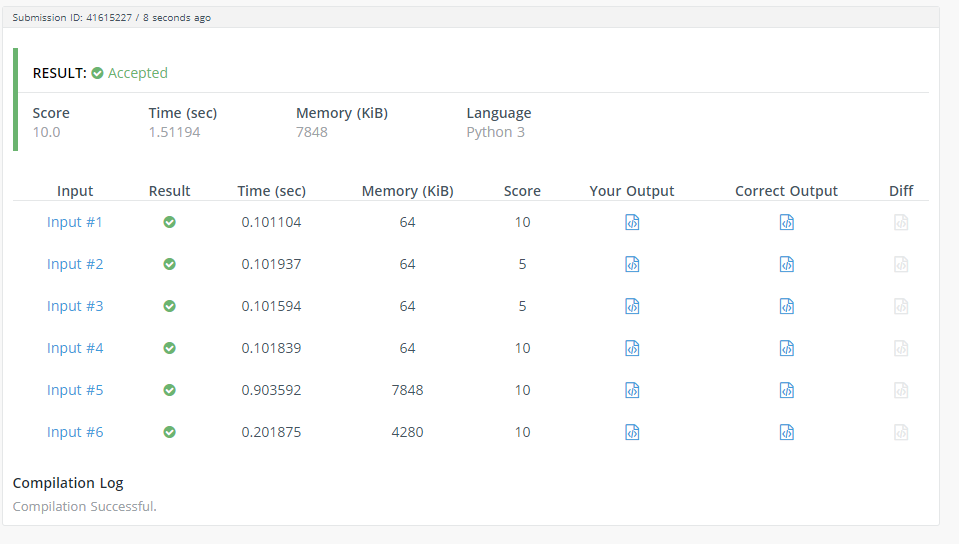 Submission ID: 41615227 / 8 seconds ago
RESULT: Accepted
Score Time (sec) Memory (KiB) Language
10.0 1.51194 7848 Python 3
Input Result Time (sec) Memory (KiB) Score Your Output Correct Output Diff
Input #1 0.101104 64 10
Input #2 0.101937 64 5
Input #3 0.101594 64 5
Input #4 0.101839 64 10
Input #5 0.903592 7848 10
Input #6 0.201875 4280 10
Compilation Log
Compilation Successful.